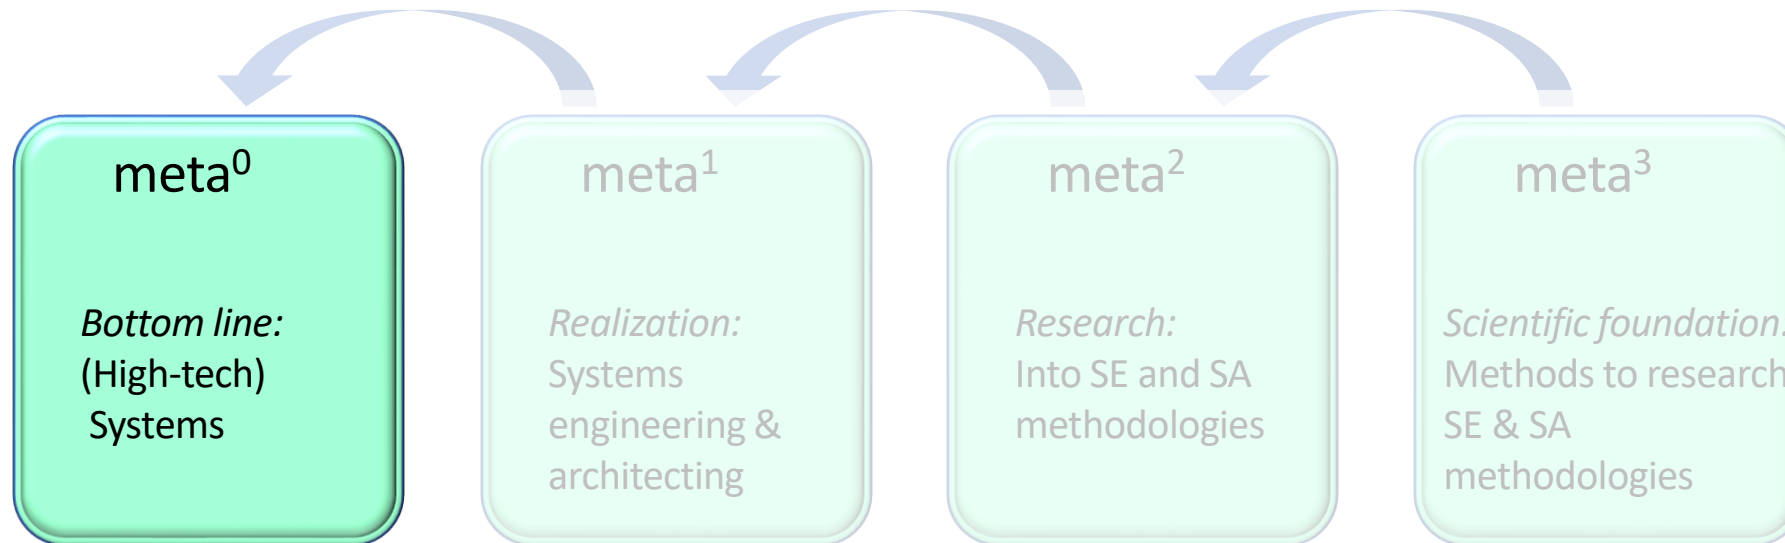 meta⁰
Bottom line:
(High-tech)
Systems
meta¹
Realization:
Systems
engineering &
architecting
meta²
Research:
Into SE and SA
methodologies
meta³
Scientific foundation:
Methods to research
SE & SA
methodologies